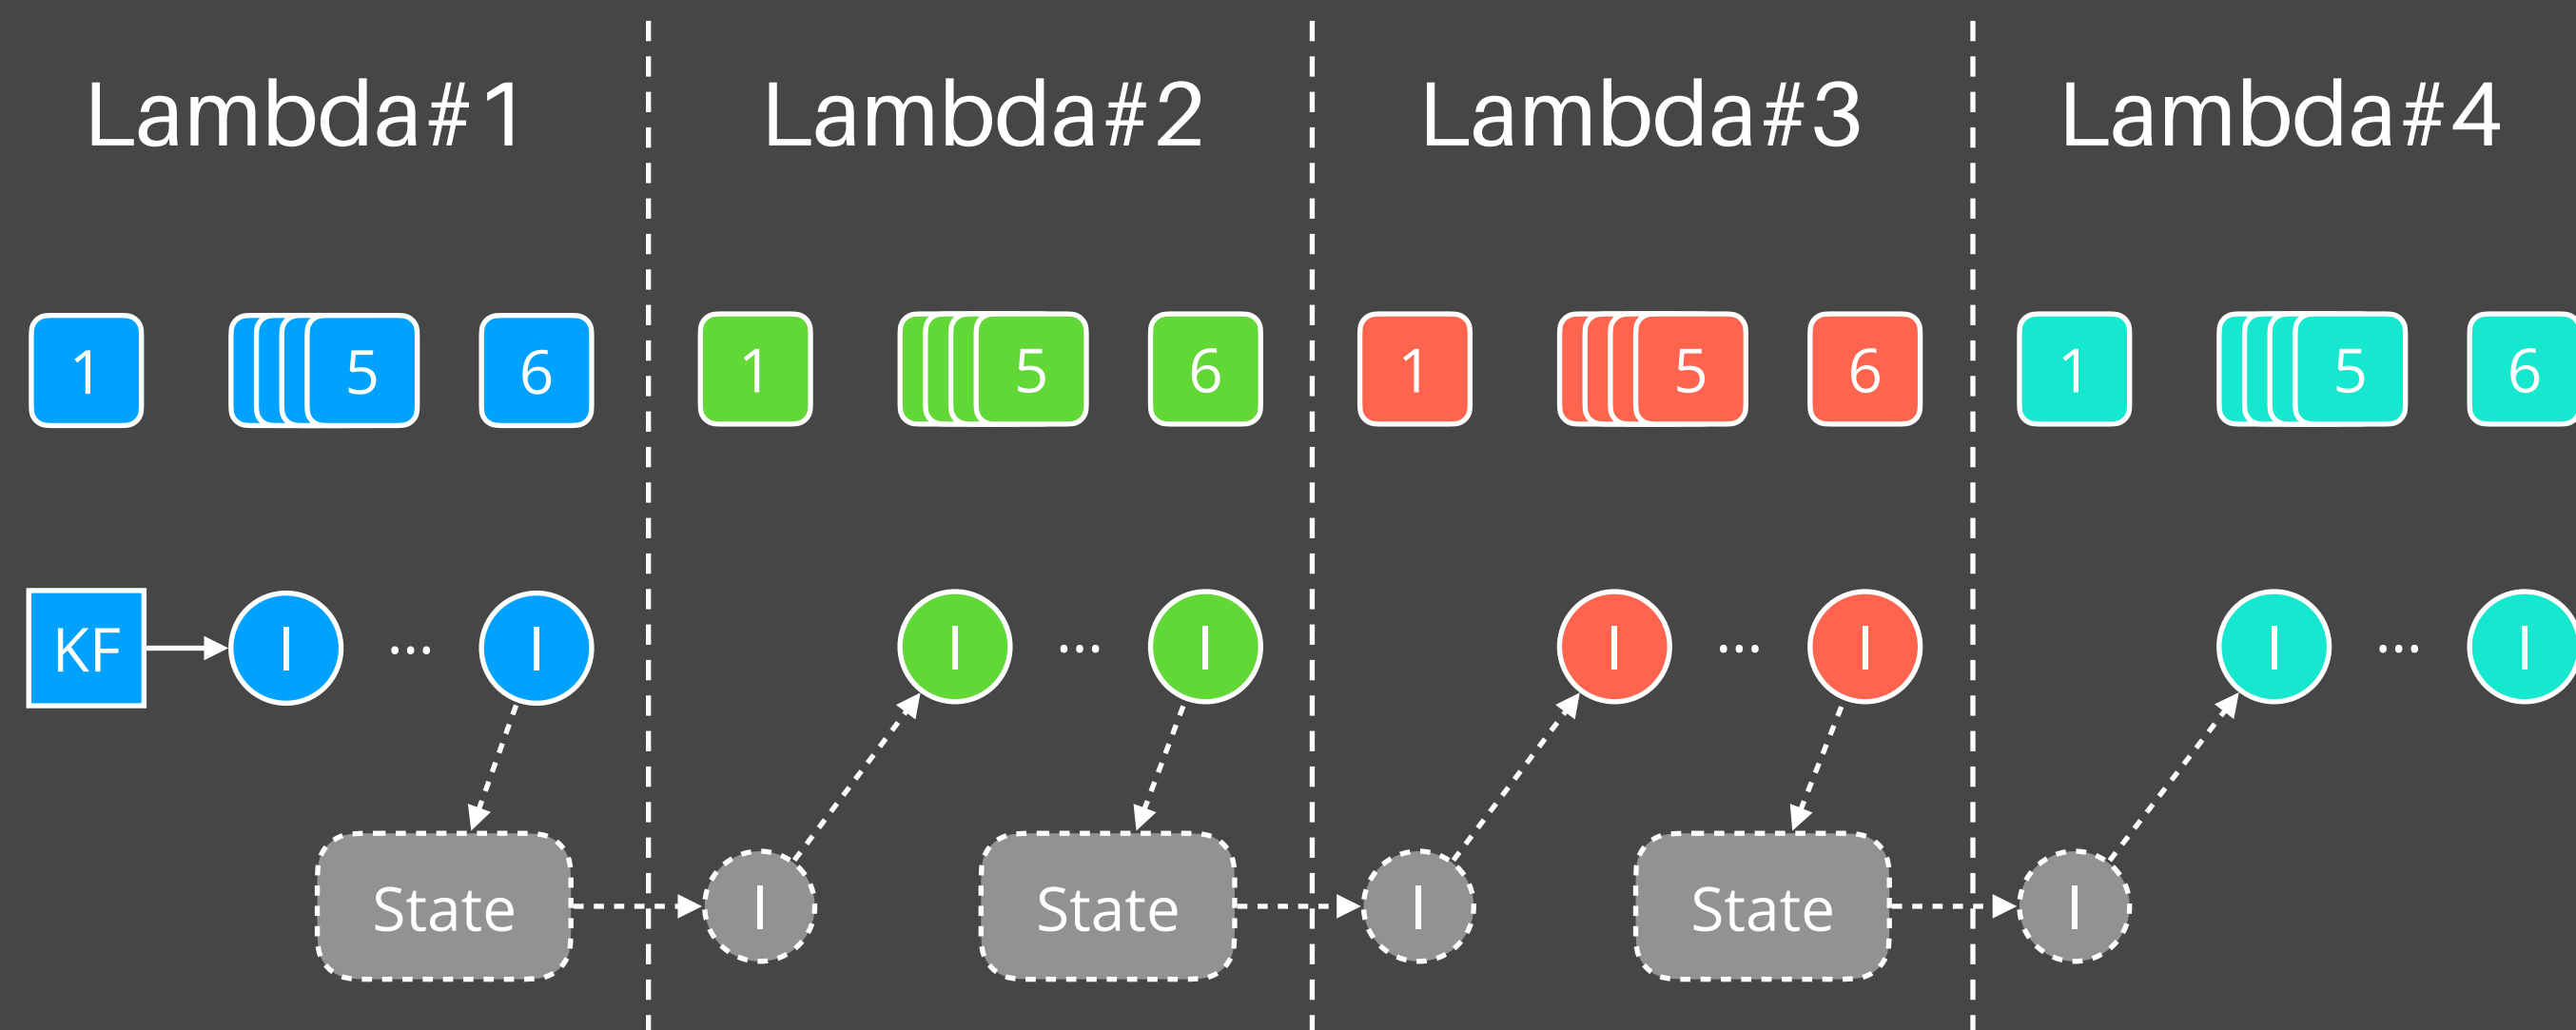 Lambda#1 Lambda#2 Lambda#3 Lambda#4
1 5 6 1 5 6 1 5 6 1 5 6
KF I ... I I ... I I ... I I ... I
State I State I State I